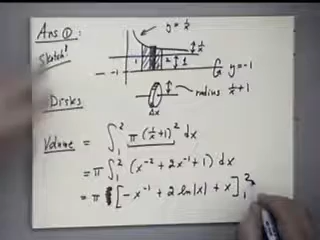 Ans ①:
y = 1/x
Sketch!
1/x
1
2
1
-1
y = -1
Disks
radius 1/x + 1
Δx
Volume = ∫₁² π (1/x + 1)² dx
= π ∫₁² (x⁻² + 2x⁻¹ + 1) dx
= π [ -x⁻¹ + 2 ln|x| + x ]₁²